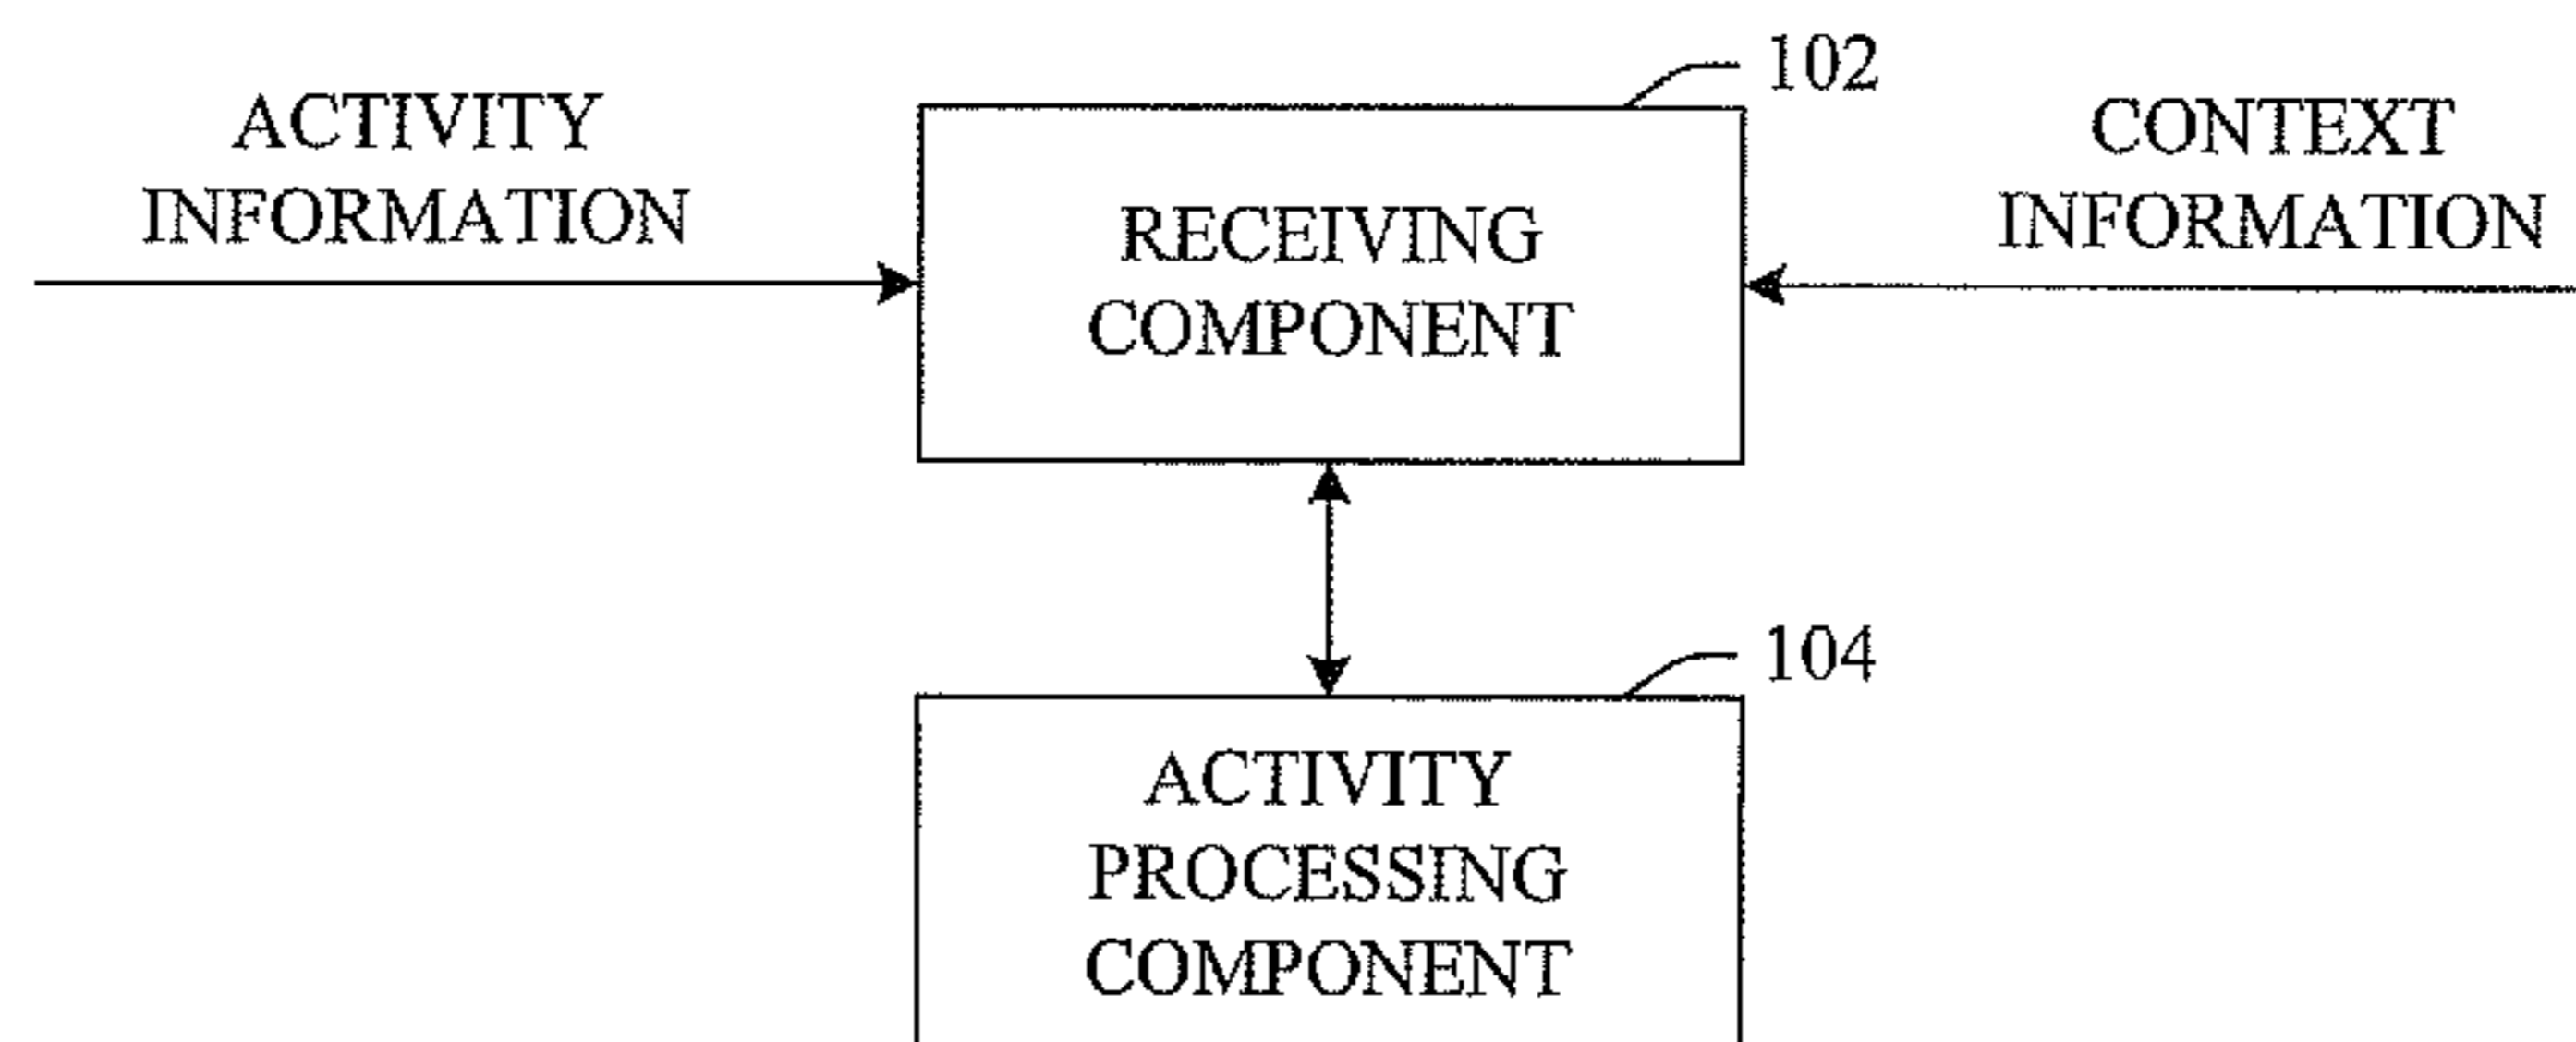 102
ACTIVITY
INFORMATION
RECEIVING
COMPONENT
CONTEXT
INFORMATION
104
ACTIVITY
PROCESSING
COMPONENT